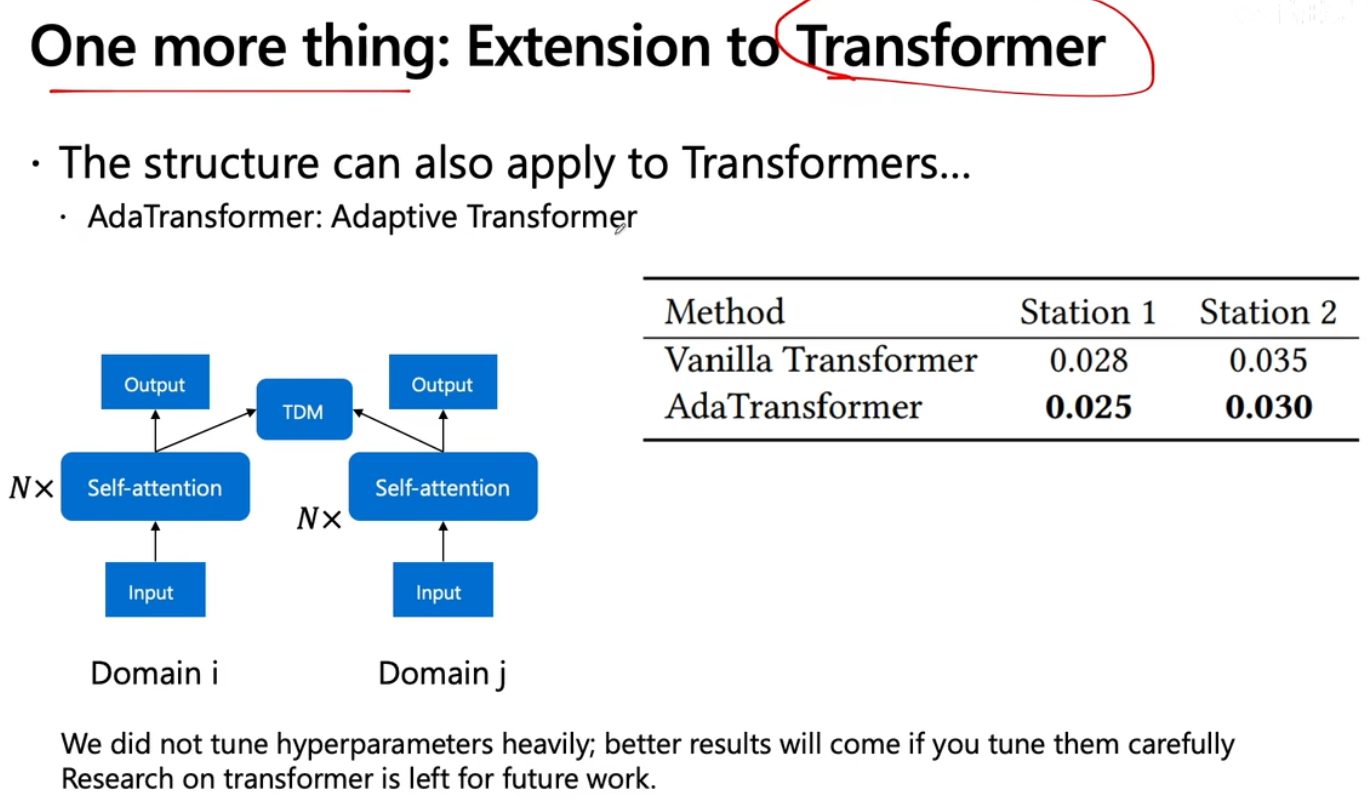 One more thing: Extension to Transformer
· The structure can also apply to Transformers...
· AdaTransformer: Adaptive Transformer
Method Station 1 Station 2
Vanilla Transformer 0.028 0.035
AdaTransformer 0.025 0.030
Output TDM Output
N× Self-attention N× Self-attention
Input Input
Domain i Domain j
We did not tune hyperparameters heavily; better results will come if you tune them carefully
Research on transformer is left for future work.